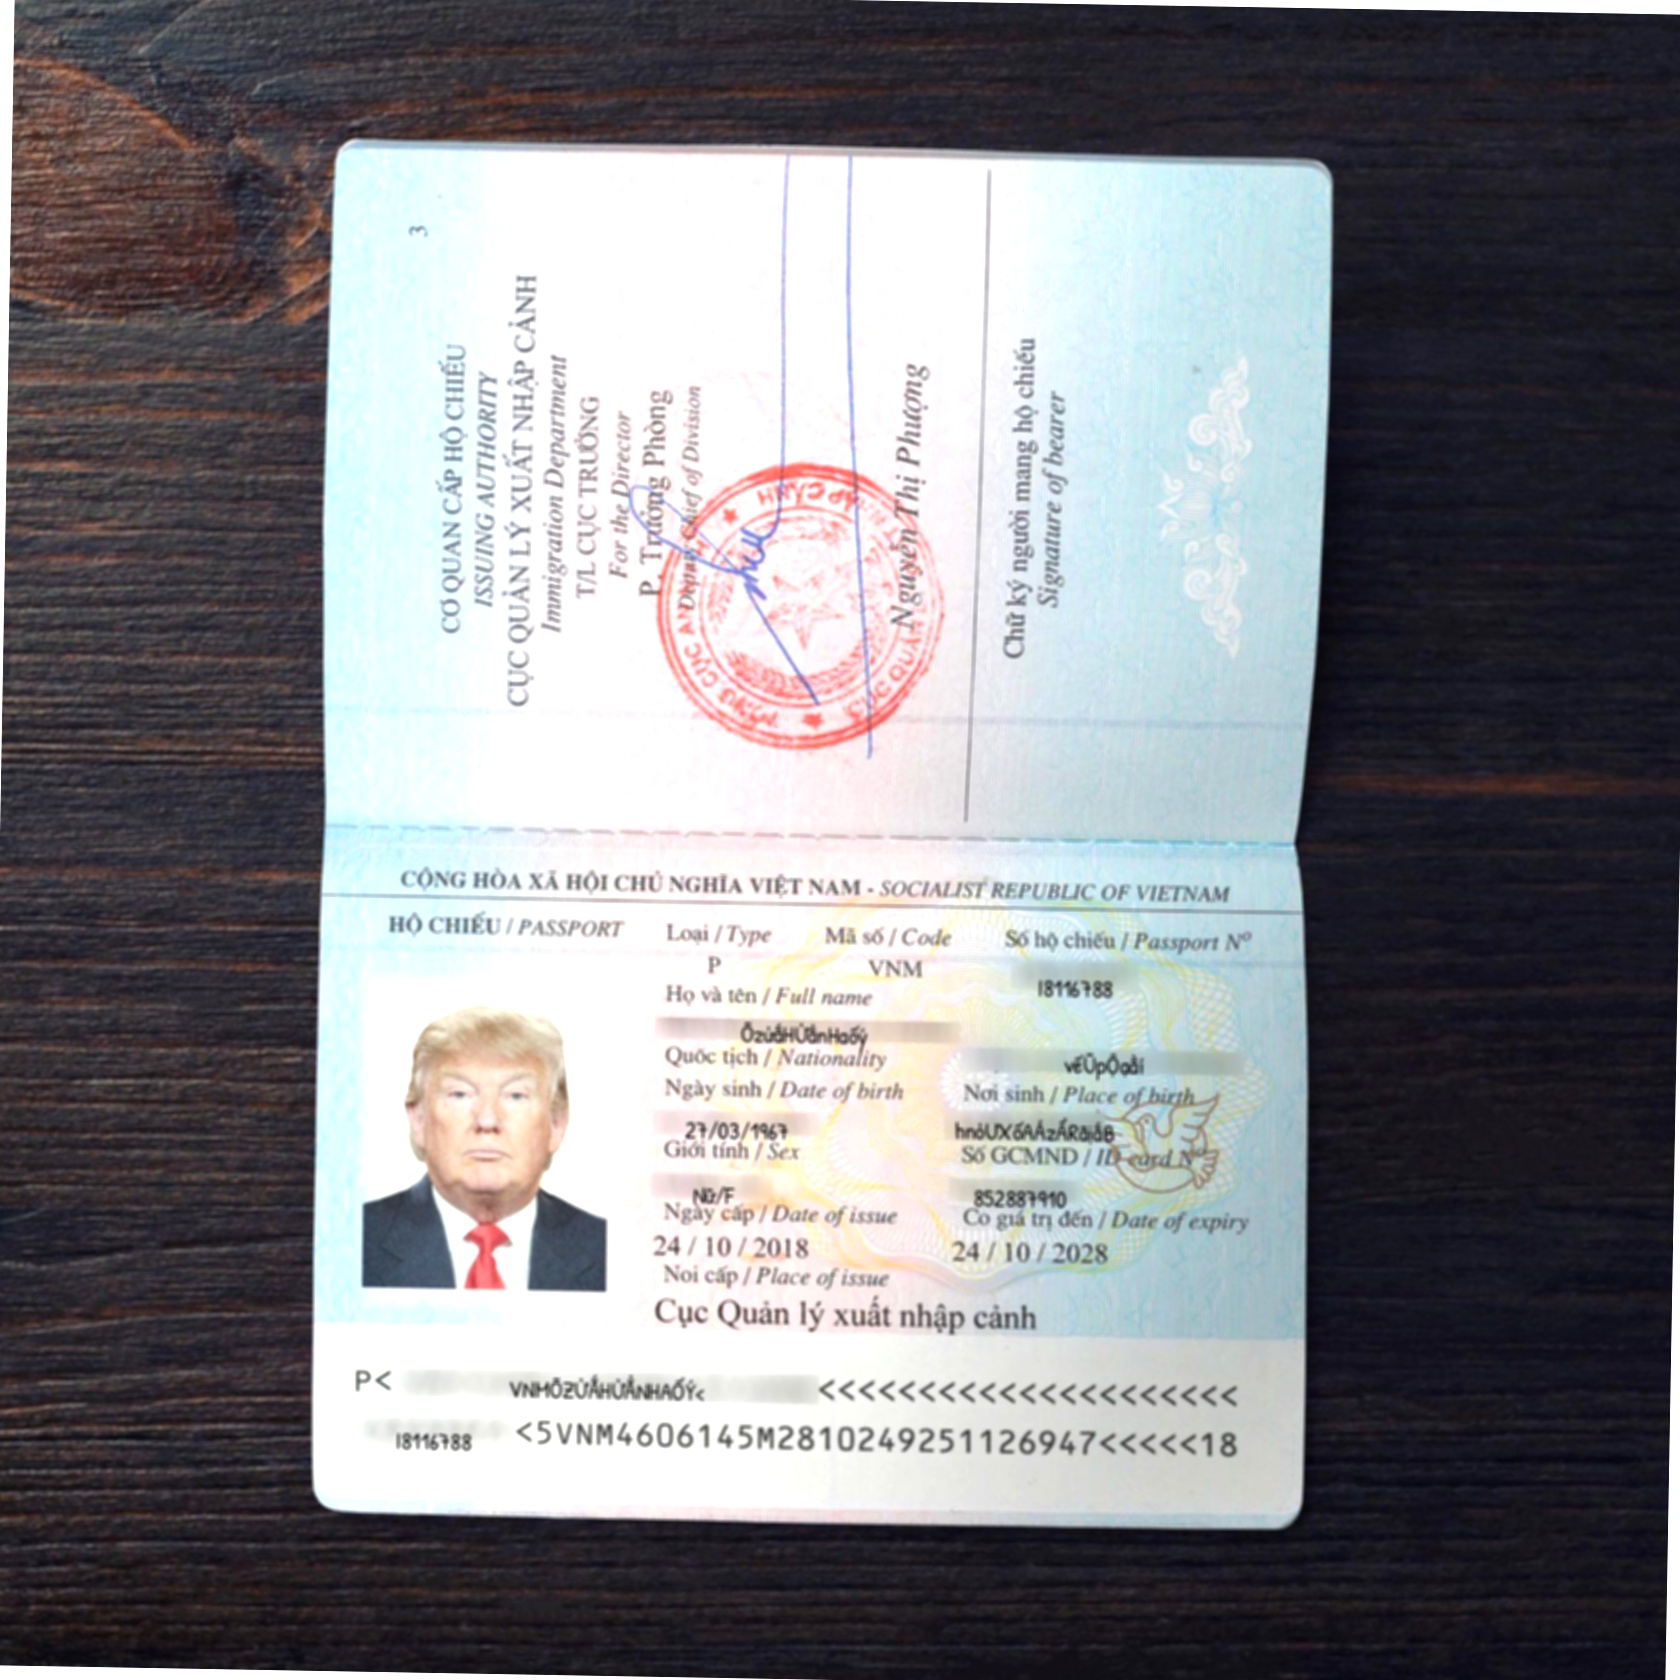 3
CƠ QUAN CẤP HỘ CHIẾU
ISSUING AUTHORITY
CỤC QUẢN LÝ XUẤT NHẬP CẢNH
Immigration Department
T/L CỤC TRƯỞNG
For the Director
P. Trưởng Phòng
Deputy Chief of Division
Nguyễn Thị Phượng
Chữ ký người mang hộ chiếu
Signature of bearer
CỘNG HÒA XÃ HỘI CHỦ NGHĨA VIỆT NAM - SOCIALIST REPUBLIC OF VIETNAM
HỘ CHIẾU / PASSPORT Loại / Type Mã số / Code Số hộ chiếu / Passport Nº
P VNM I8116788
Họ và tên / Full name
Quốc tịch / Nationality
Ngày sinh / Date of birth Nơi sinh / Place of birth
27/03/1967
Giới tính / Sex Số GCMND / ID card Nº
Nữ/F 852887910
Ngày cấp / Date of issue Có giá trị đến / Date of expiry
24 / 10 / 2018 24 / 10 / 2028
Nơi cấp / Place of issue
Cục Quản lý xuất nhập cảnh
P< <<<<<<<<<<<<<<<<<<<<<
I8116788 <5VNM4606145M2810249251126947<<<<<18